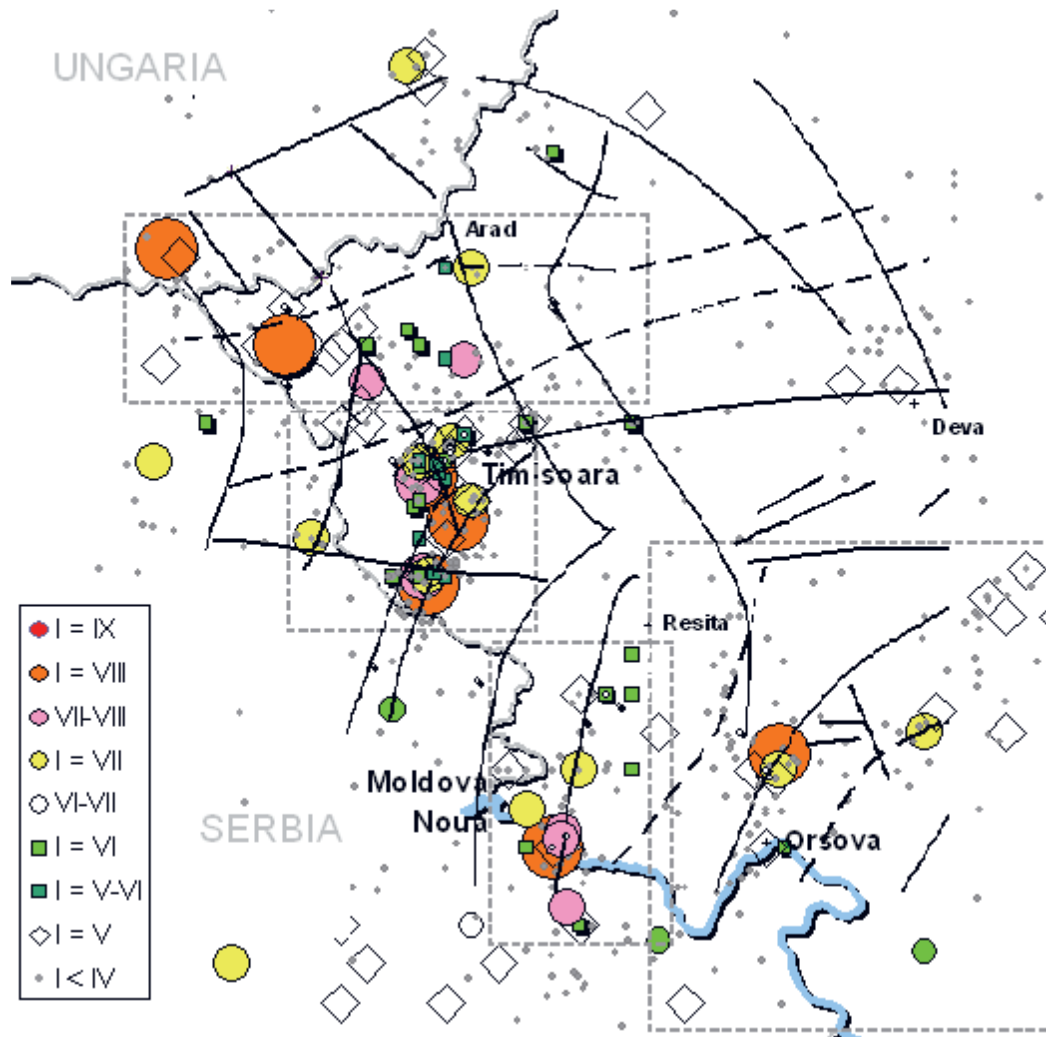 UNGARIA
Arad
Deva
Timisoara
Resita
Moldova
Noua
SERBIA
Orsova
I = IX
I = VIII
VII-VIII
I = VII
VI-VII
I = VI
I = V-VI
I = V
I < IV